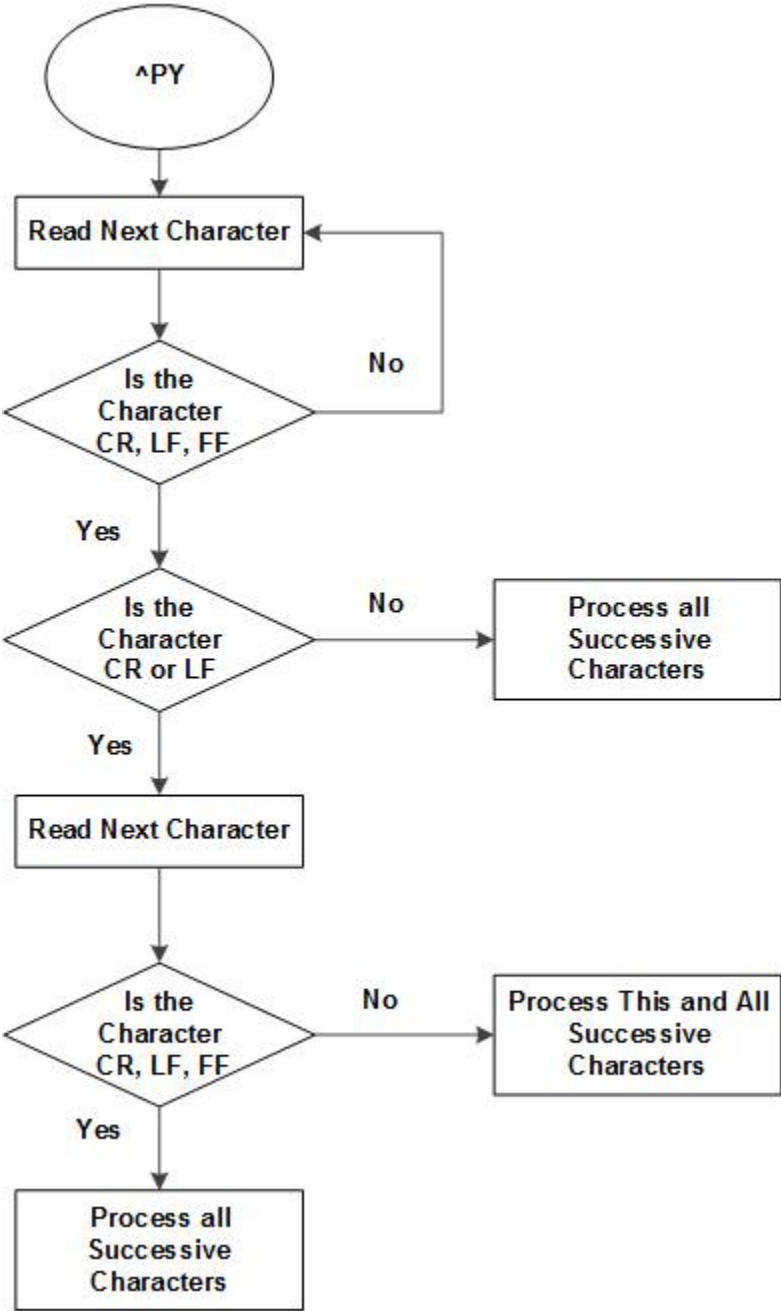 ^PY
Read Next Character
No
Is the
Character
CR, LF, FF
Yes
Is the
Character
CR or LF
No
Process all
Successive
Characters
Yes
Read Next Character
Is the
Character
CR, LF, FF
No
Process This and All
Successive
Characters
Yes
Process all
Successive
Characters